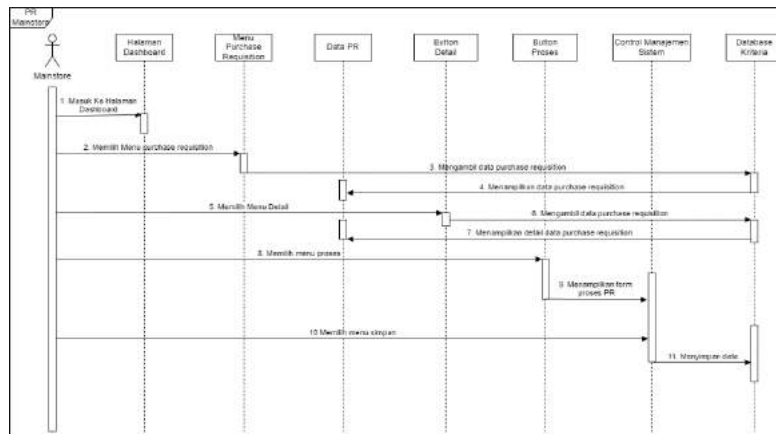 PR
Mainstore
Halaman
Dashboard
Menu
Purchase
Requisition
Data PR
Button
Detail
Button
Proses
Control Manajemen
Sistem
Database
Kriteria
Mainstore
1. Masuk Ke Halaman
Dashboard
2. Memilih Menu purchase requisition
3. Mengambil data purchase requisition
4. Menampilkan data purchase requisition
5. Memilih Menu Detail
6. Mengambil data purchase requisition
7. Menampilkan detail data purchase requisition
8. Memilih menu proses
9. Menampilkan form
proses PR
10 Memilih menu simpan
11. Menyimpan data